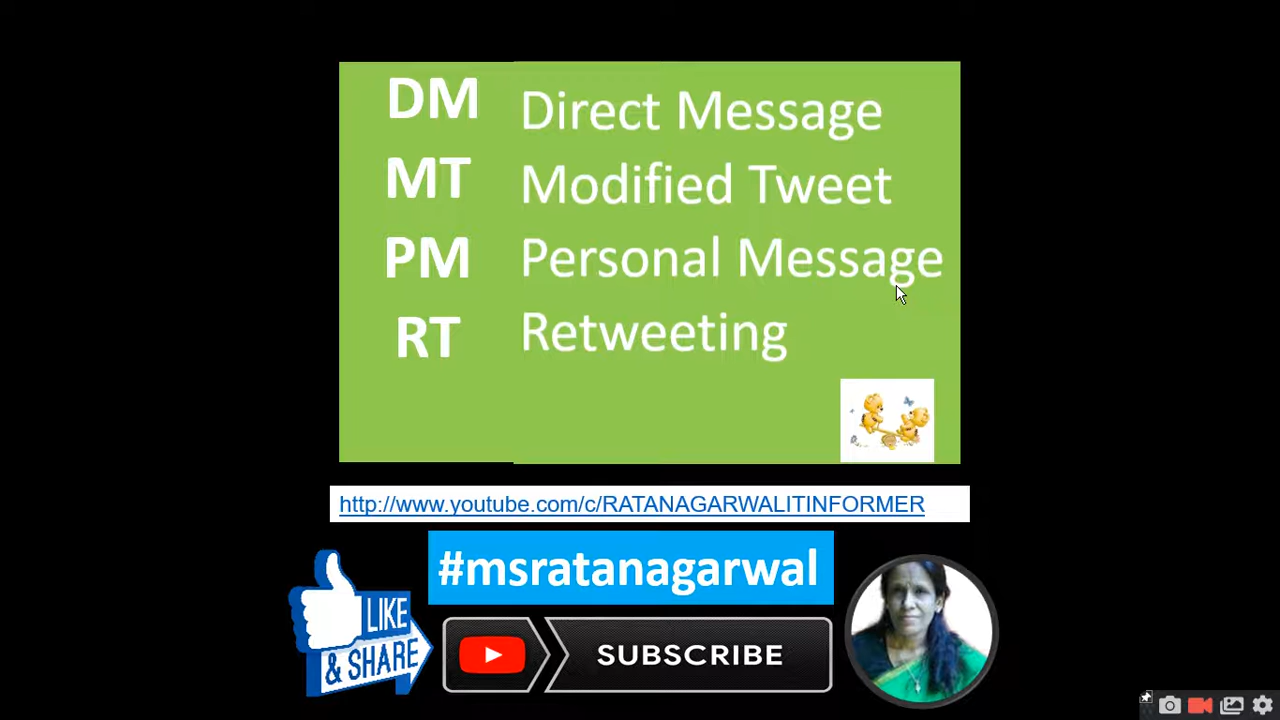 DM Direct Message
MT Modified Tweet
PM Personal Message
RT Retweeting
http://www.youtube.com/c/RATANAGARWALITINFORMER
#msratanagarwal
LIKE
& SHARE
SUBSCRIBE